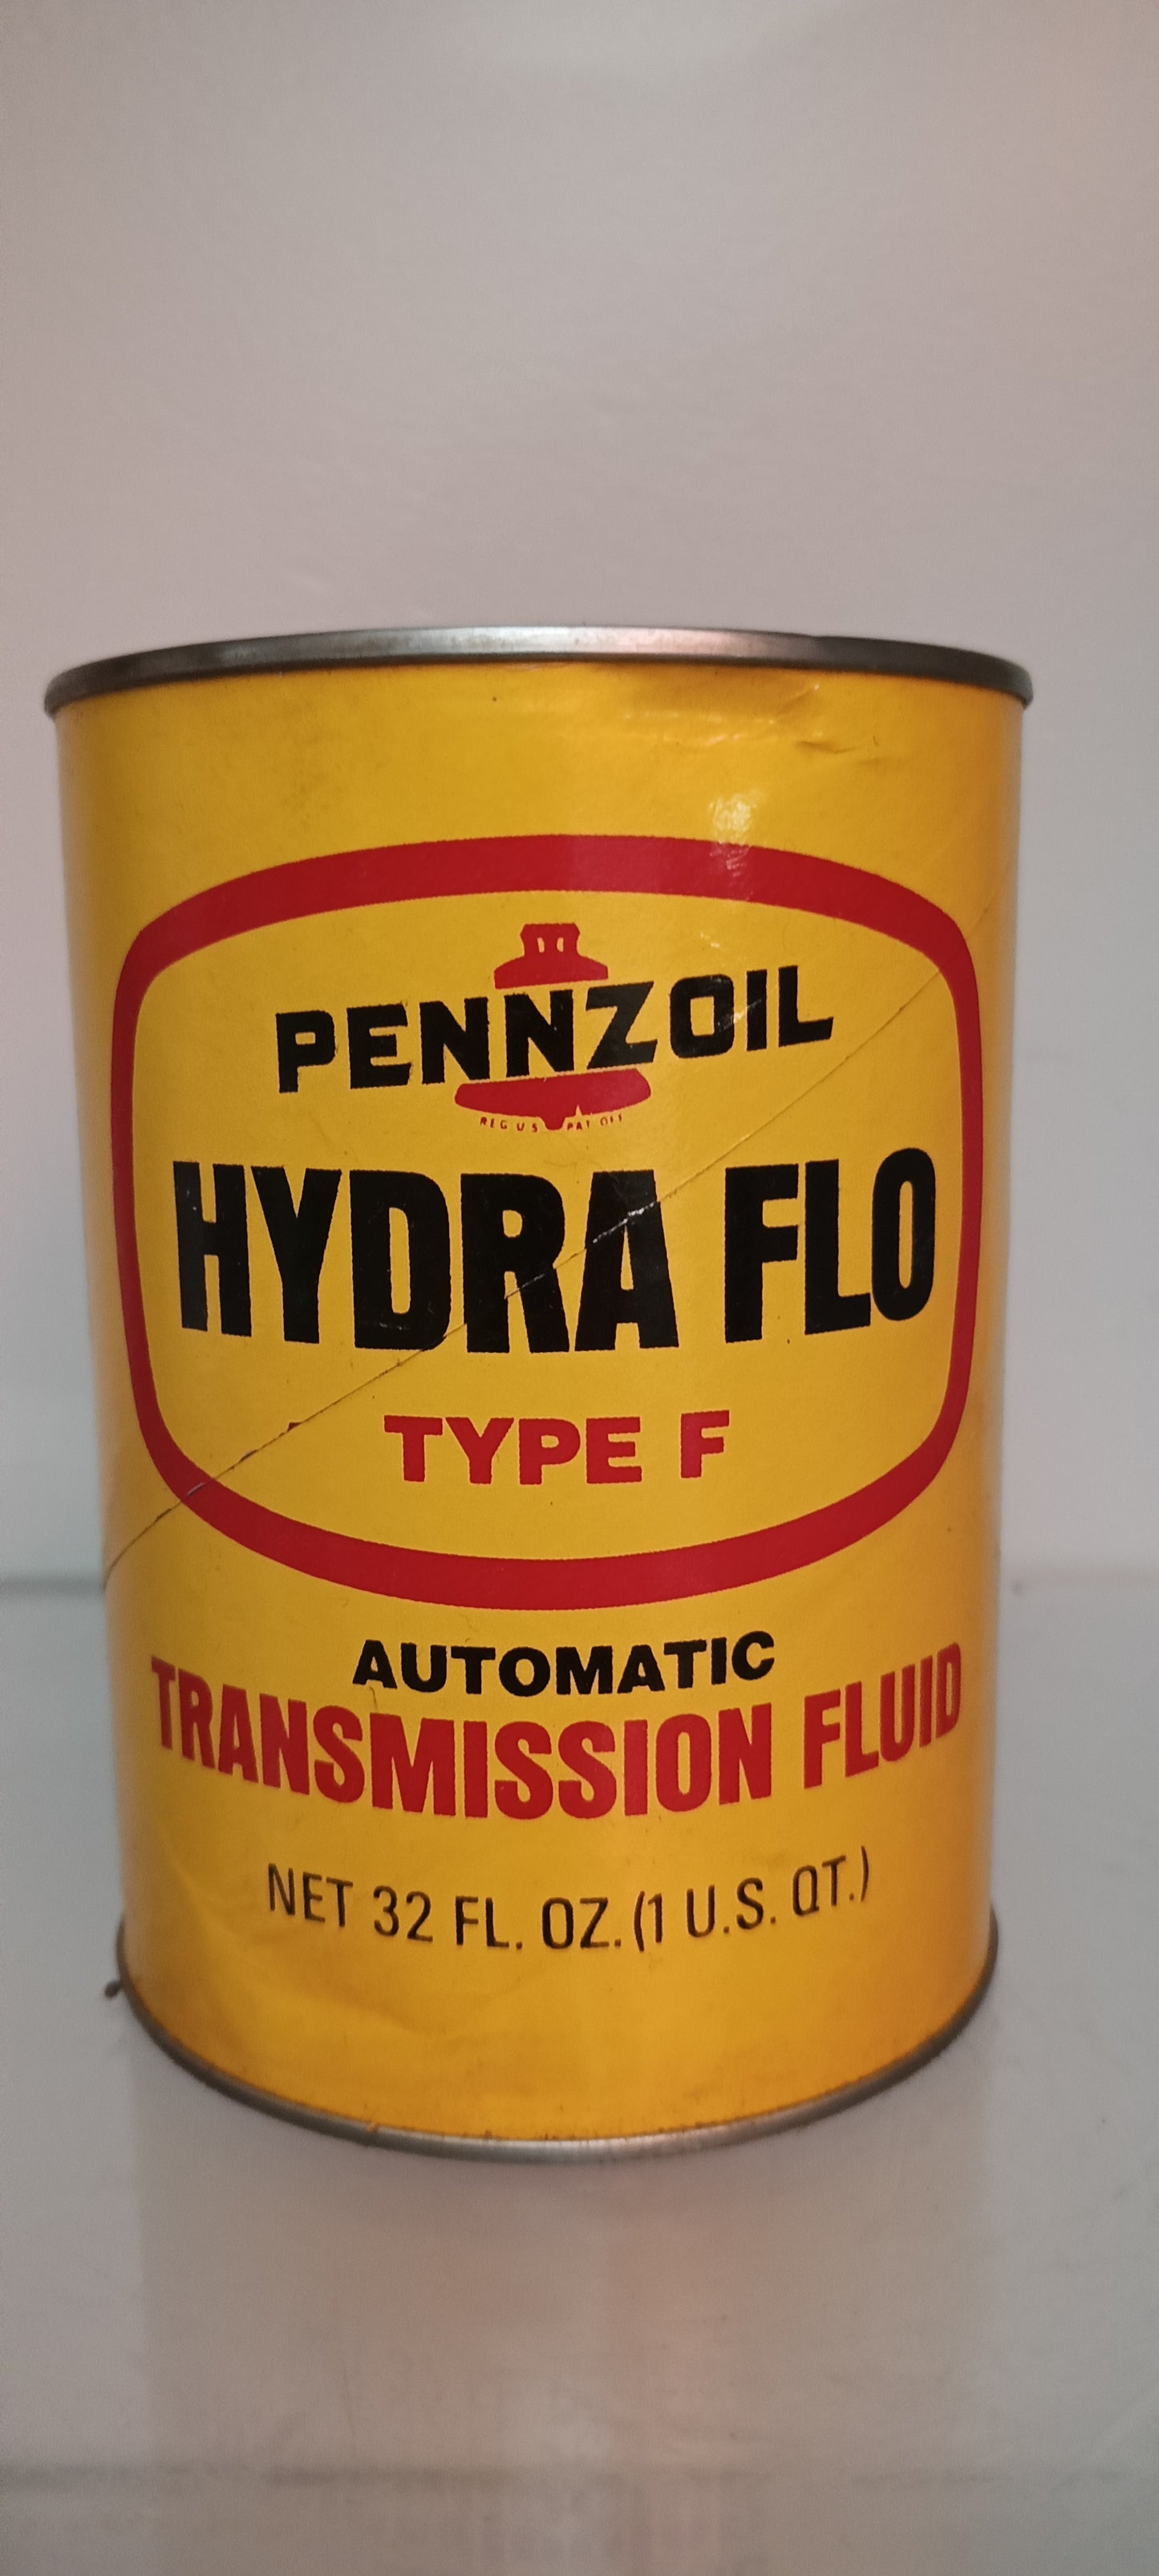 PENNZOIL
REG U S PAT OFF
HYDRA FLO
TYPE F
AUTOMATIC
TRANSMISSION FLUID
NET 32 FL. OZ. (1 U.S. QT.)